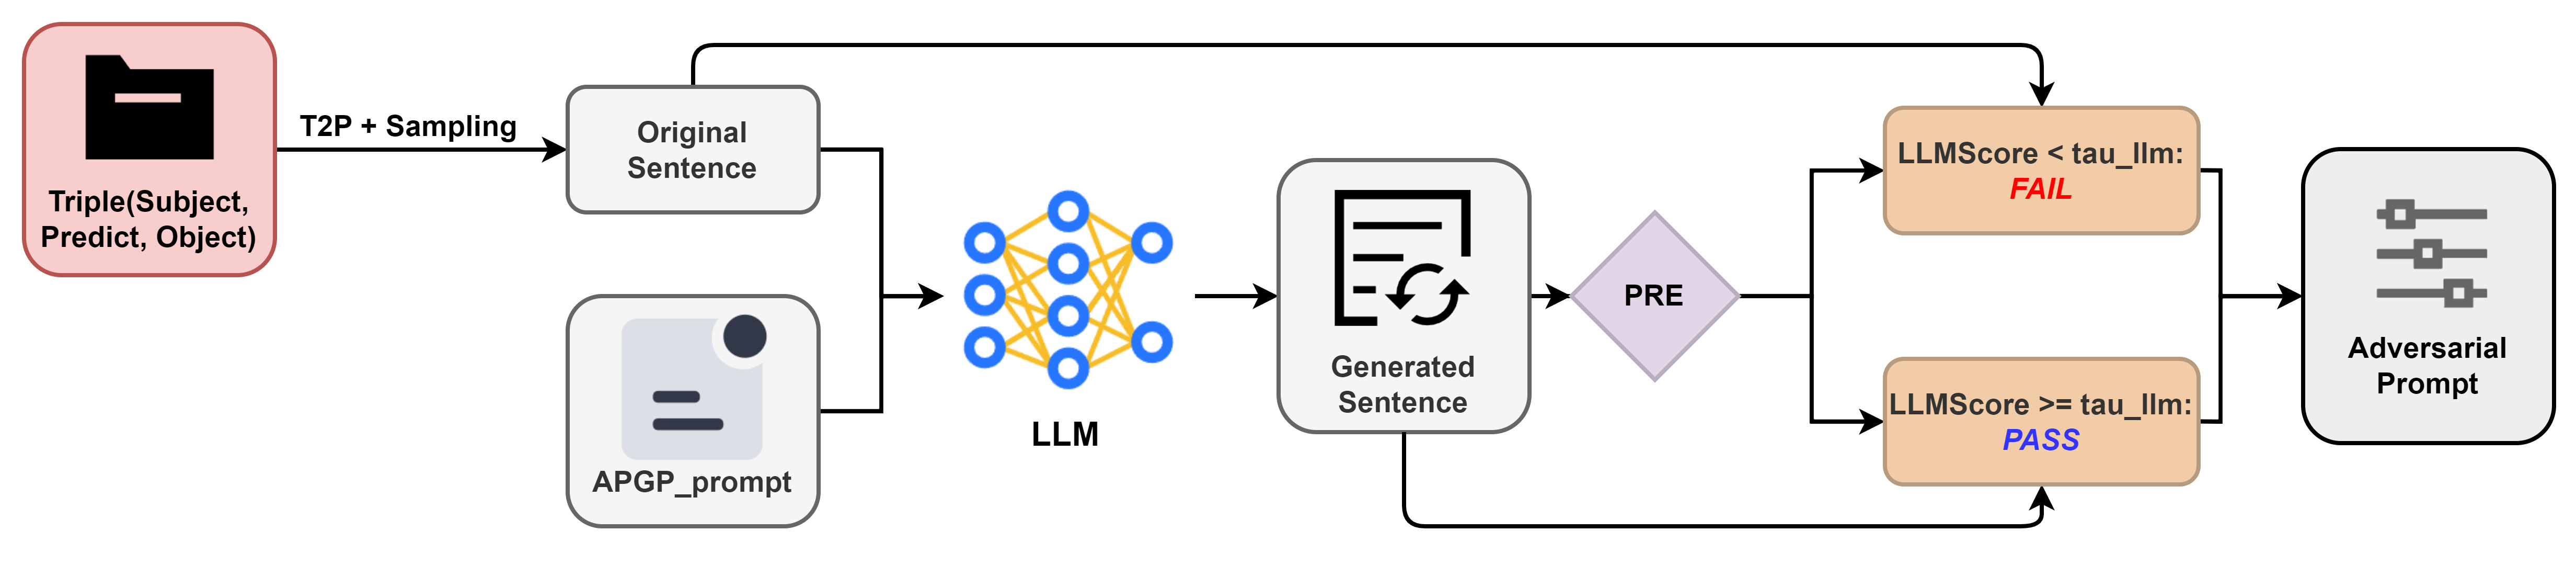 Triple(Subject,
Predict, Object)
T2P + Sampling
Original
Sentence
APGP_prompt
LLM
Generated
Sentence
PRE
LLMScore < tau_llm:
FAIL
LLMScore >= tau_llm:
PASS
Adversarial
Prompt